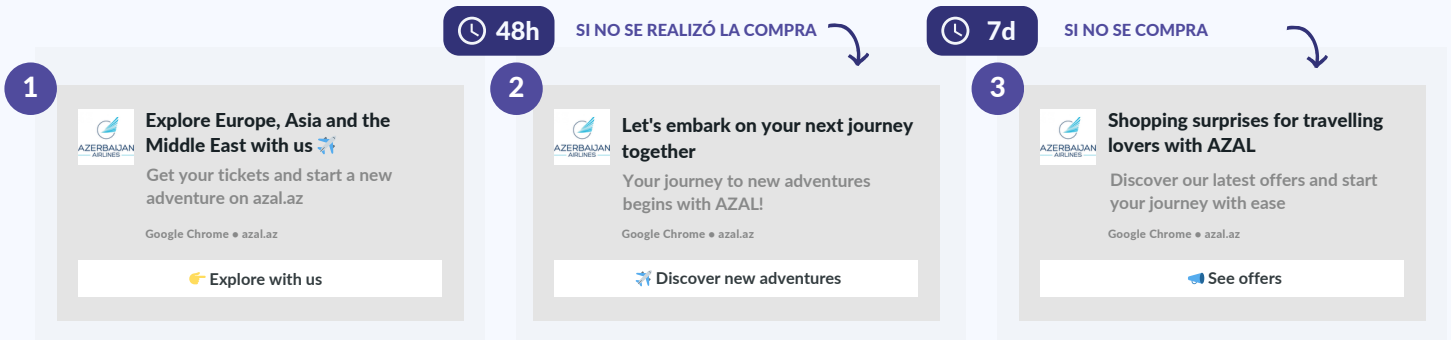 48h
SI NO SE REALIZÓ LA COMPRA
7d
SI NO SE COMPRA
1
AZERBAIJAN
AIRLINES
Explore Europe, Asia and the
Middle East with us ✈️
Get your tickets and start a new
adventure on azal.az
Google Chrome ● azal.az
👉 Explore with us
2
AZERBAIJAN
AIRLINES
Let's embark on your next journey
together
Your journey to new adventures
begins with AZAL!
Google Chrome ● azal.az
✈️ Discover new adventures
3
AZERBAIJAN
AIRLINES
Shopping surprises for travelling
lovers with AZAL
Discover our latest offers and start
your journey with ease
Google Chrome ● azal.az
📣 See offers